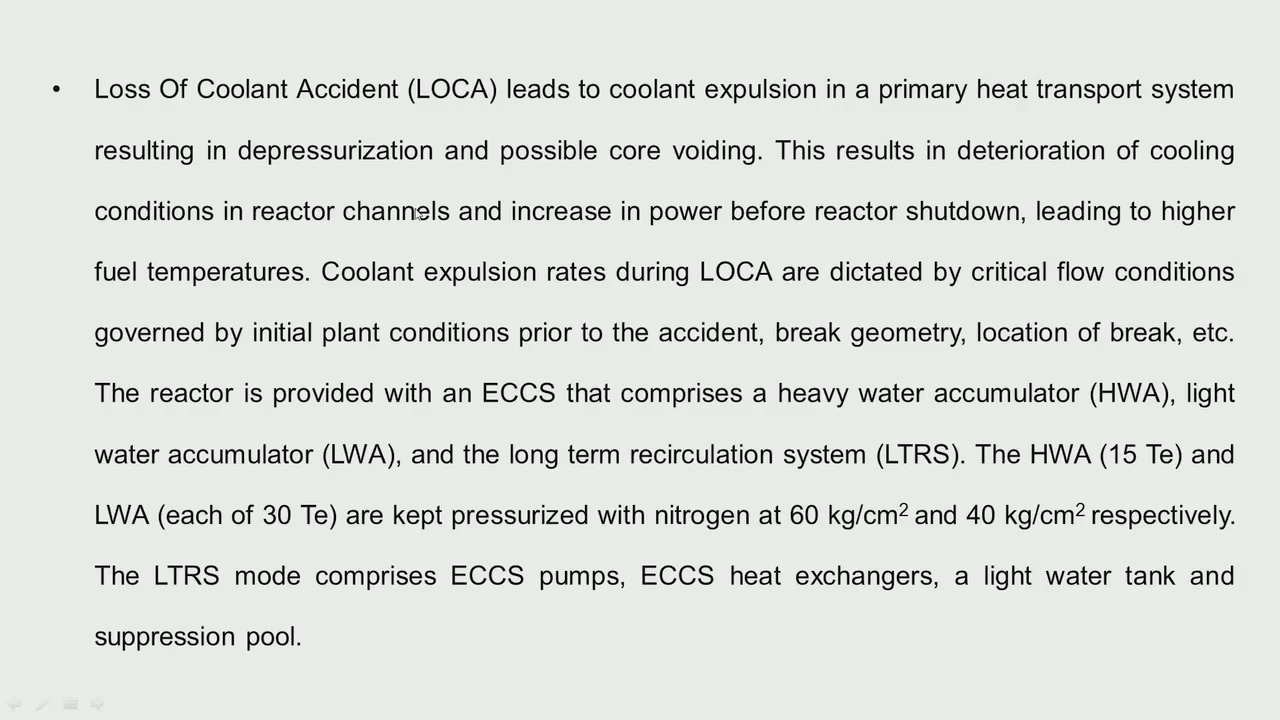 • Loss Of Coolant Accident (LOCA) leads to coolant expulsion in a primary heat transport system
resulting in depressurization and possible core voiding. This results in deterioration of cooling
conditions in reactor channels and increase in power before reactor shutdown, leading to higher
fuel temperatures. Coolant expulsion rates during LOCA are dictated by critical flow conditions
governed by initial plant conditions prior to the accident, break geometry, location of break, etc.
The reactor is provided with an ECCS that comprises a heavy water accumulator (HWA), light
water accumulator (LWA), and the long term recirculation system (LTRS). The HWA (15 Te) and
LWA (each of 30 Te) are kept pressurized with nitrogen at 60 kg/cm² and 40 kg/cm² respectively.
The LTRS mode comprises ECCS pumps, ECCS heat exchangers, a light water tank and
suppression pool.